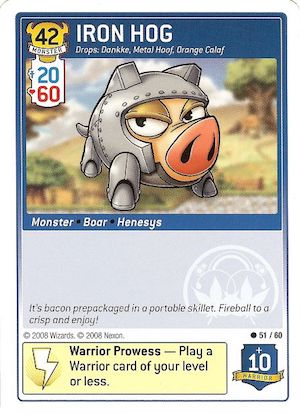 42
MONSTER
IRON HOG
Drops: Dankke, Metal Hoof, Orange Calaf
20
60
Monster • Boar • Henesys
It's bacon prepackaged in a portable skillet. Fireball to a
crisp and enjoy!
© 2008 Wizards. © 2008 Nexon.
● 51 / 60
Warrior Prowess — Play a
Warrior card of your level
or less.
10
WARRIOR